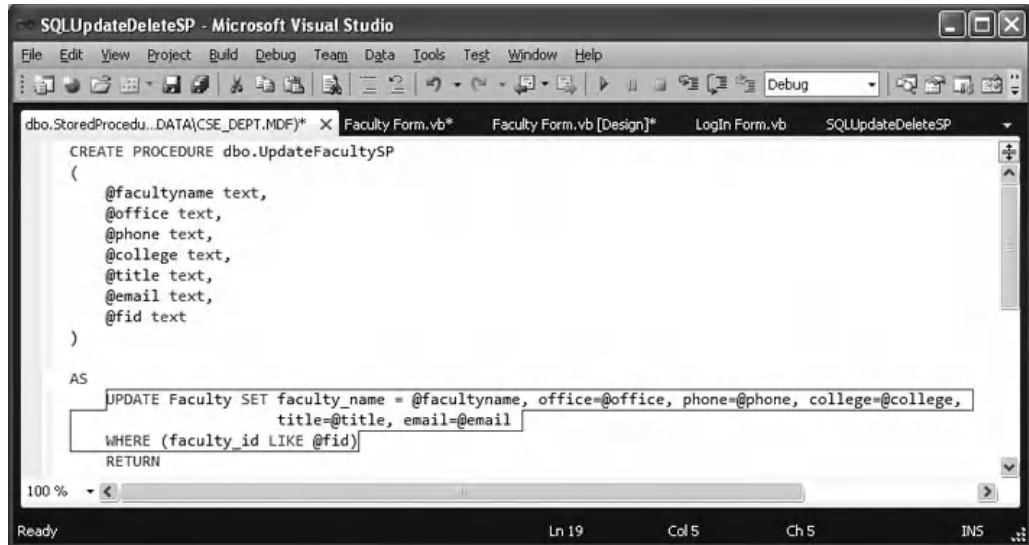 SQLUpdateDeleteSP - Microsoft Visual Studio
File Edit View Project Build Debug Team Data Tools Test Window Help
Debug
dbo.StoredProcedu...DATA\CSE_DEPT.MDF)* X Faculty Form.vb* Faculty Form.vb [Design]* LogIn Form.vb SQLUpdateDeleteSP
CREATE PROCEDURE dbo.UpdateFacultySP
(
@facultyname text,
@office text,
@phone text,
@college text,
@title text,
@email text,
@fid text
)
AS
UPDATE Faculty SET faculty_name = @facultyname, office=@office, phone=@phone, college=@college,
title=@title, email=@email
WHERE (faculty_id LIKE @fid)
RETURN
100 %
Ready Ln 19 Col 5 Ch 5 INS